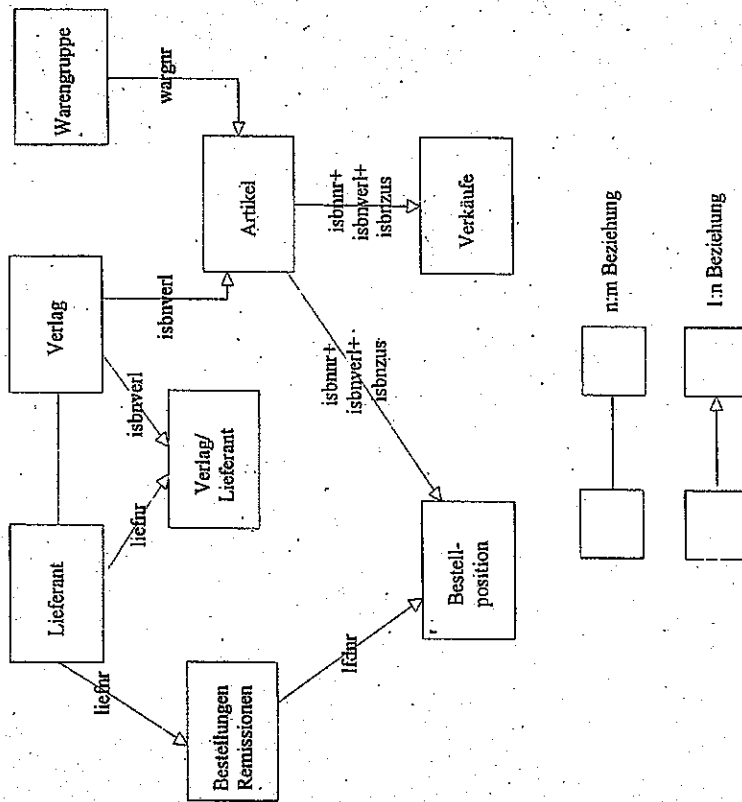 Lieferant
Verlag
Warengruppe
liefnr
liefnr
isbnverl
isbnverl
wargnr
Verlag/
Lieferant
Artikel
Bestellungen
Remissionen
lfdnr
isbnnr+
isbnverl+
isbnzus
isbnnr+
isbnverl+
isbnzus
Bestell-
position
Verkäufe
n:m Beziehung
1:n Beziehung